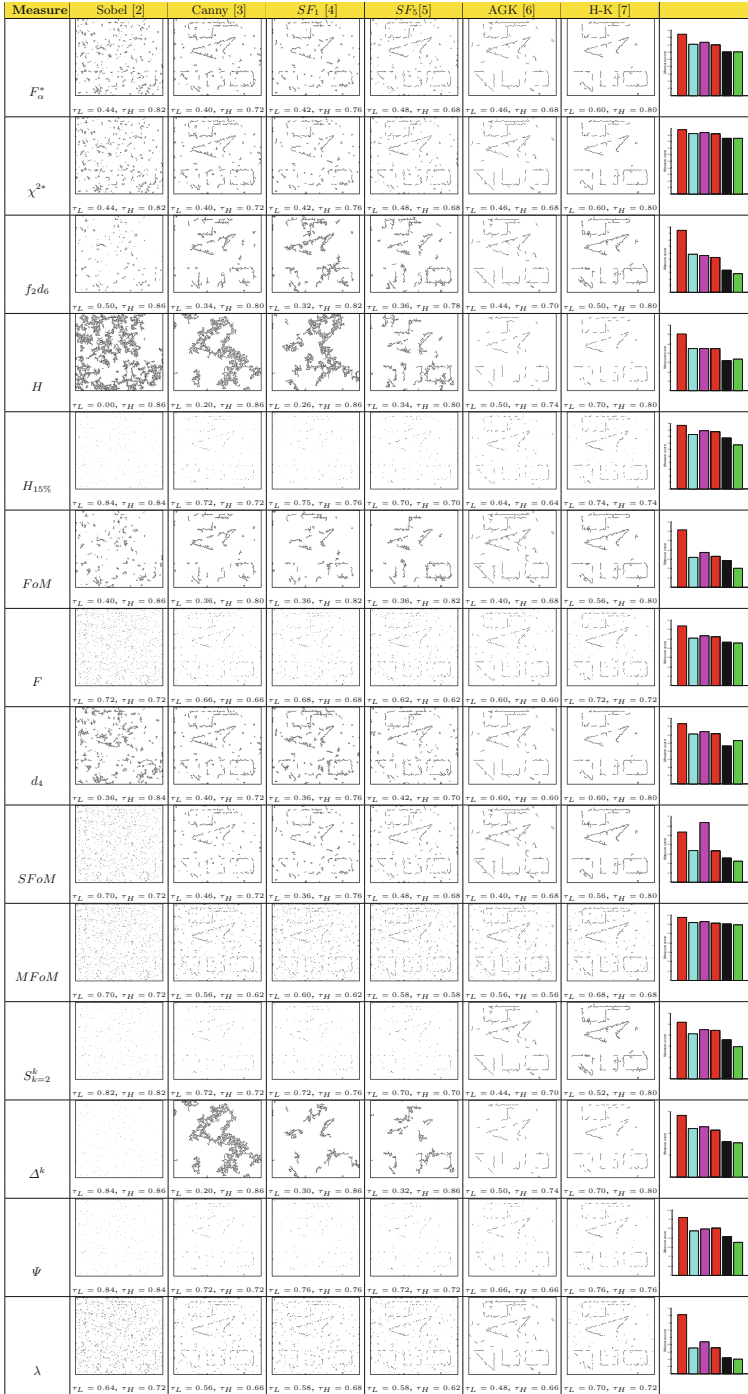 Measure Sobel [2] Canny [3] SF1 [4] SF5[5] AGK [6] H-K [7]
F*α
τL = 0.44, τH = 0.82 τL = 0.40, τH = 0.72 τL = 0.42, τH = 0.76 τL = 0.48, τH = 0.68 τL = 0.46, τH = 0.68 τL = 0.60, τH = 0.80
χ2*
τL = 0.44, τH = 0.82 τL = 0.40, τH = 0.72 τL = 0.42, τH = 0.76 τL = 0.48, τH = 0.68 τL = 0.46, τH = 0.68 τL = 0.60, τH = 0.80
f2d6
τL = 0.50, τH = 0.86 τL = 0.34, τH = 0.80 τL = 0.32, τH = 0.82 τL = 0.36, τH = 0.78 τL = 0.44, τH = 0.70 τL = 0.50, τH = 0.80
H
τL = 0.00, τH = 0.86 τL = 0.20, τH = 0.86 τL = 0.26, τH = 0.86 τL = 0.34, τH = 0.80 τL = 0.50, τH = 0.74 τL = 0.70, τH = 0.80
H15%
τL = 0.84, τH = 0.84 τL = 0.72, τH = 0.72 τL = 0.75, τH = 0.76 τL = 0.70, τH = 0.70 τL = 0.64, τH = 0.64 τL = 0.74, τH = 0.74
FoM
τL = 0.40, τH = 0.86 τL = 0.36, τH = 0.80 τL = 0.36, τH = 0.82 τL = 0.36, τH = 0.82 τL = 0.40, τH = 0.68 τL = 0.56, τH = 0.80
F
τL = 0.72, τH = 0.72 τL = 0.66, τH = 0.66 τL = 0.68, τH = 0.68 τL = 0.62, τH = 0.62 τL = 0.60, τH = 0.60 τL = 0.72, τH = 0.72
d4
τL = 0.36, τH = 0.84 τL = 0.40, τH = 0.72 τL = 0.36, τH = 0.76 τL = 0.42, τH = 0.70 τL = 0.60, τH = 0.60 τL = 0.60, τH = 0.80
SFoM
τL = 0.70, τH = 0.72 τL = 0.46, τH = 0.72 τL = 0.36, τH = 0.76 τL = 0.48, τH = 0.68 τL = 0.40, τH = 0.68 τL = 0.56, τH = 0.80
MFoM
τL = 0.70, τH = 0.72 τL = 0.56, τH = 0.62 τL = 0.60, τH = 0.62 τL = 0.58, τH = 0.58 τL = 0.56, τH = 0.56 τL = 0.68, τH = 0.68
Skk=2
τL = 0.82, τH = 0.82 τL = 0.72, τH = 0.72 τL = 0.72, τH = 0.76 τL = 0.70, τH = 0.70 τL = 0.44, τH = 0.70 τL = 0.52, τH = 0.80
Δk
τL = 0.84, τH = 0.86 τL = 0.20, τH = 0.86 τL = 0.30, τH = 0.86 τL = 0.32, τH = 0.86 τL = 0.50, τH = 0.74 τL = 0.70, τH = 0.80
Ψ
τL = 0.84, τH = 0.84 τL = 0.72, τH = 0.72 τL = 0.76, τH = 0.76 τL = 0.72, τH = 0.72 τL = 0.66, τH = 0.66 τL = 0.76, τH = 0.76
λ
τL = 0.64, τH = 0.72 τL = 0.56, τH = 0.66 τL = 0.58, τH = 0.68 τL = 0.58, τH = 0.62 τL = 0.48, τH = 0.66 τL = 0.70, τH = 0.72